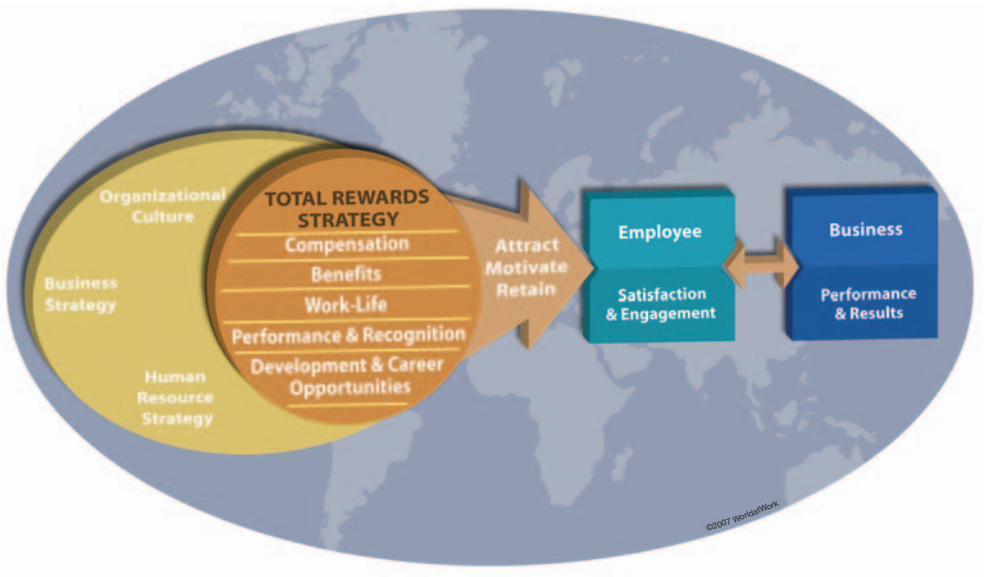 Organizational
Culture
Business
Strategy
Human
Resource
Strategy
TOTAL REWARDS
STRATEGY
Compensation
Benefits
Work-Life
Performance & Recognition
Development & Career
Opportunities
Attract
Motivate
Retain
Employee
Satisfaction
& Engagement
Business
Performance
& Results
©2007 WorldatWork